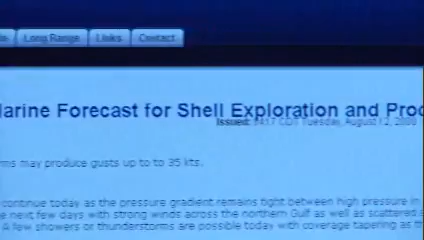 Long Range Links Contact
Marine Forecast for Shell Exploration and Prod
Issued: 0417 CDT Tuesday, August 12, 2008
rms may produce gusts up to to 35 kts.
continue today as the pressure gradient remains tight between high pressure in
e next few days with strong winds across the northern Gulf as well as scattered s
A few showers or thunderstorms are possible today with coverage tapering as th